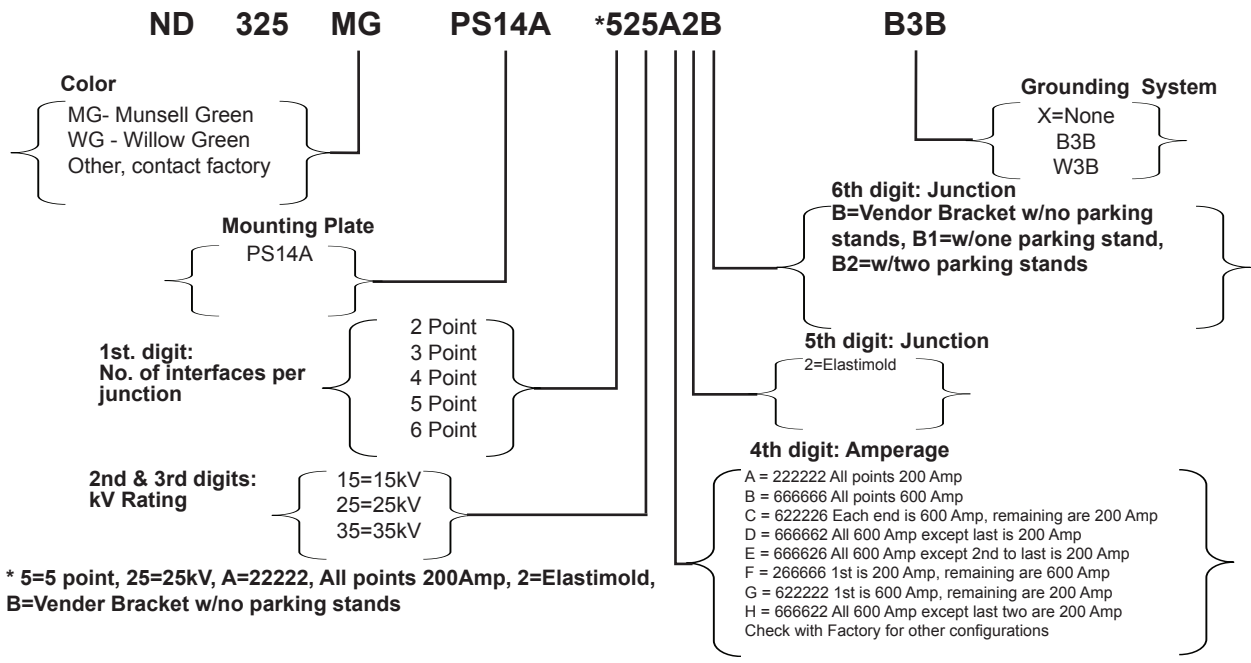 ND 325 MG PS14A *525A2B B3B
Color
MG- Munsell Green
WG - Willow Green
Other, contact factory
Grounding System
X=None
B3B
W3B
Mounting Plate
PS14A
6th digit: Junction
B=Vendor Bracket w/no parking
stands, B1=w/one parking stand,
B2=w/two parking stands
1st. digit:
No. of interfaces per
junction
2 Point
3 Point
4 Point
5 Point
6 Point
5th digit: Junction
2=Elastimold
2nd & 3rd digits:
kV Rating
15=15kV
25=25kV
35=35kV
4th digit: Amperage
A = 222222 All points 200 Amp
B = 666666 All points 600 Amp
C = 622226 Each end is 600 Amp, remaining are 200 Amp
D = 666662 All 600 Amp except last is 200 Amp
E = 666626 All 600 Amp except 2nd to last is 200 Amp
F = 266666 1st is 200 Amp, remaining are 600 Amp
G = 622222 1st is 600 Amp, remaining are 200 Amp
H = 666622 All 600 Amp except last two are 200 Amp
Check with Factory for other configurations
* 5=5 point, 25=25kV, A=22222, All points 200Amp, 2=Elastimold,
B=Vender Bracket w/no parking stands